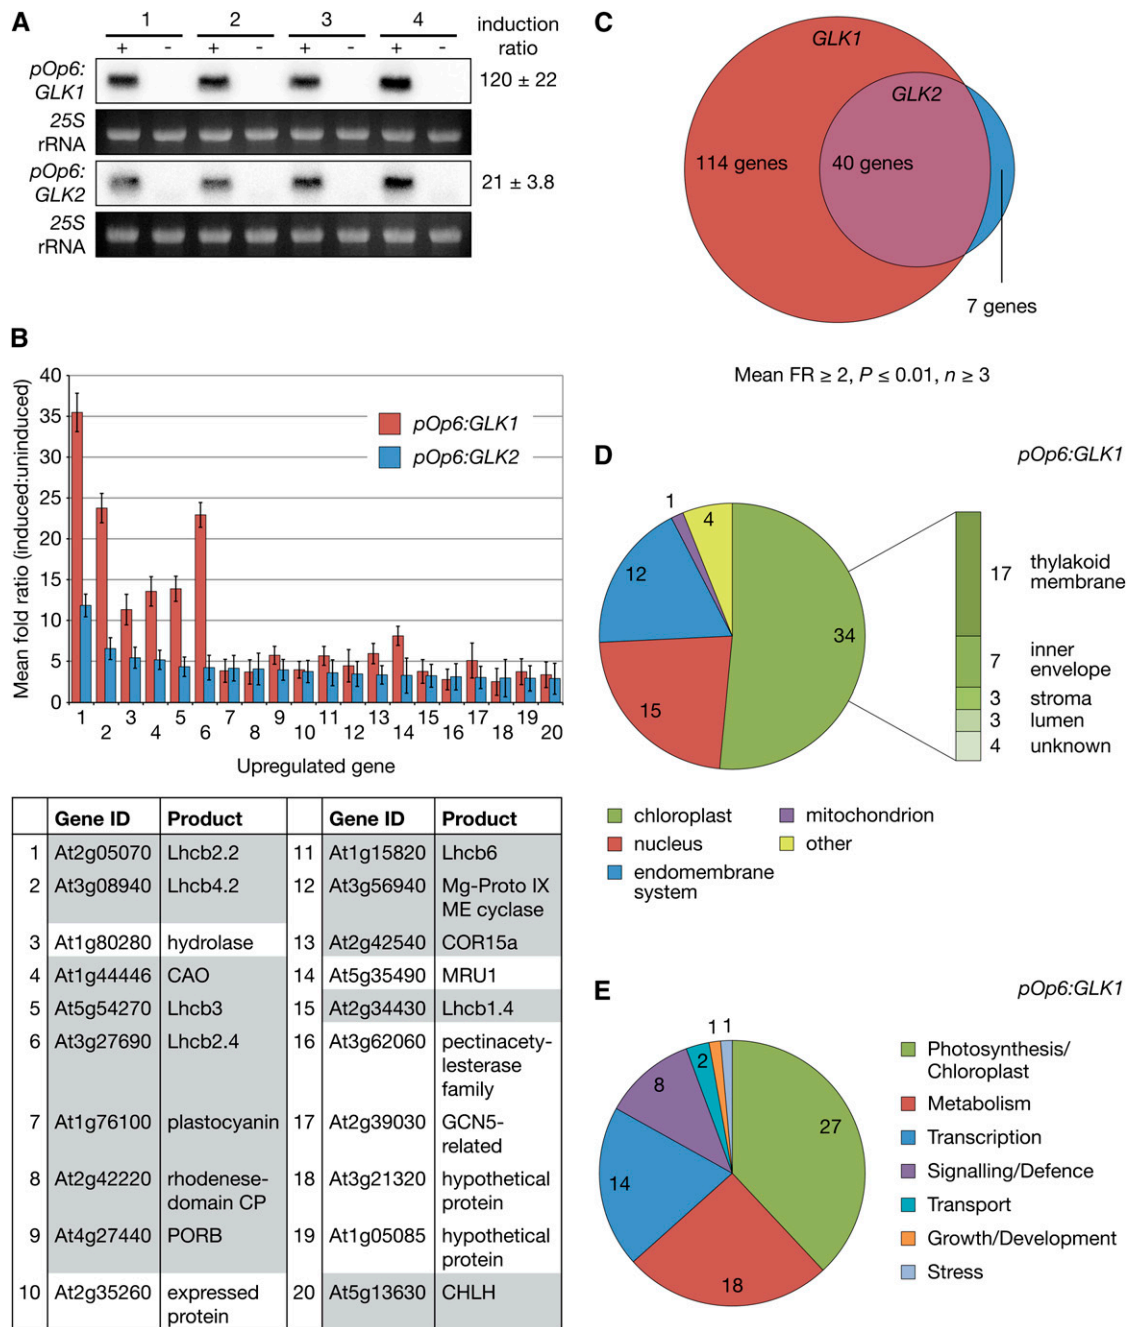 A
1 2 3 4 induction
+ - + - + - + - ratio
pOp6:
GLK1
120 ± 22
25S
rRNA
pOp6:
GLK2
21 ± 3.8
25S
rRNA
B
Mean fold ratio (induced:uninduced)
40
35
30
25
20
15
10
5
0
pOp6:GLK1
pOp6:GLK2
1 3 5 7 9 11 13 15 17 19
2 4 6 8 10 12 14 16 18 20
Upregulated gene
Gene ID Product Gene ID Product
1 At2g05070 Lhcb2.2 11 At1g15820 Lhcb6
2 At3g08940 Lhcb4.2 12 At3g56940 Mg-Proto IX
ME cyclase
3 At1g80280 hydrolase 13 At2g42540 COR15a
4 At1g44446 CAO 14 At5g35490 MRU1
5 At5g54270 Lhcb3 15 At2g34430 Lhcb1.4
6 At3g27690 Lhcb2.4 16 At3g62060 pectinacety-
lesterase
family
7 At1g76100 plastocyanin 17 At2g39030 GCN5-
related
8 At2g42220 rhodenese- 18 At3g21320 hypothetical
domain CP protein
9 At4g27440 PORB 19 At1g05085 hypothetical
protein
10 At2g35260 expressed 20 At5g13630 CHLH
protein
C
GLK1
GLK2
114 genes 40 genes
7 genes
Mean FR ≥ 2, P ≤ 0.01, n ≥ 3
D
pOp6:GLK1
1
4
12
34
15
17 thylakoid
membrane
7 inner
envelope
3 stroma
3 lumen
4 unknown
chloroplast mitochondrion
nucleus other
endomembrane
system
E
pOp6:GLK1
1 1
2
8
27
14
18
Photosynthesis/
Chloroplast
Metabolism
Transcription
Signalling/Defence
Transport
Growth/Development
Stress